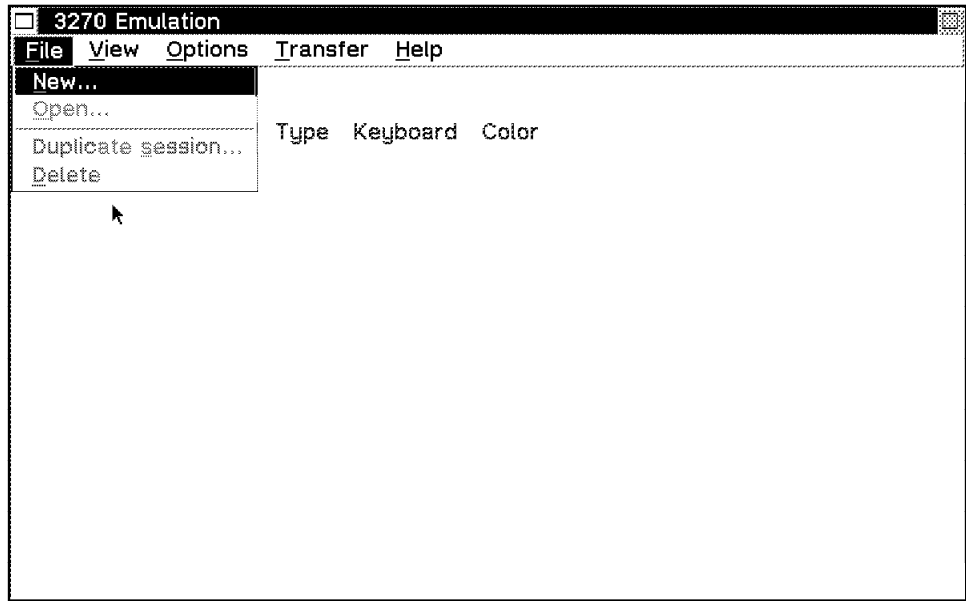 3270 Emulation
File View Options Transfer Help
New...
Open...
Type Keyboard Color
Duplicate session...
Delete